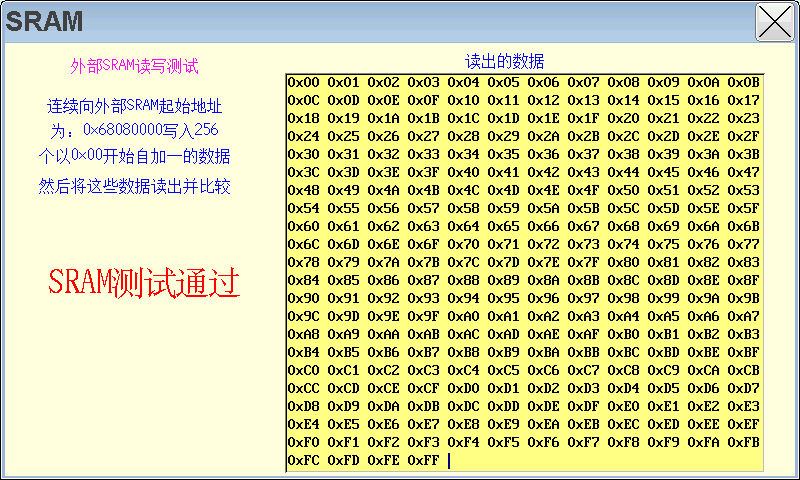 SRAM
外部SRAM读写测试
连续向外部SRAM起始地址
为：0x68080000写入256
个以0x00开始自加一的数据
然后将这些数据读出并比较
SRAM测试通过
读出的数据
0x00 0x01 0x02 0x03 0x04 0x05 0x06 0x07 0x08 0x09 0x0A 0x0B
0x0C 0x0D 0x0E 0x0F 0x10 0x11 0x12 0x13 0x14 0x15 0x16 0x17
0x18 0x19 0x1A 0x1B 0x1C 0x1D 0x1E 0x1F 0x20 0x21 0x22 0x23
0x24 0x25 0x26 0x27 0x28 0x29 0x2A 0x2B 0x2C 0x2D 0x2E 0x2F
0x30 0x31 0x32 0x33 0x34 0x35 0x36 0x37 0x38 0x39 0x3A 0x3B
0x3C 0x3D 0x3E 0x3F 0x40 0x41 0x42 0x43 0x44 0x45 0x46 0x47
0x48 0x49 0x4A 0x4B 0x4C 0x4D 0x4E 0x4F 0x50 0x51 0x52 0x53
0x54 0x55 0x56 0x57 0x58 0x59 0x5A 0x5B 0x5C 0x5D 0x5E 0x5F
0x60 0x61 0x62 0x63 0x64 0x65 0x66 0x67 0x68 0x69 0x6A 0x6B
0x6C 0x6D 0x6E 0x6F 0x70 0x71 0x72 0x73 0x74 0x75 0x76 0x77
0x78 0x79 0x7A 0x7B 0x7C 0x7D 0x7E 0x7F 0x80 0x81 0x82 0x83
0x84 0x85 0x86 0x87 0x88 0x89 0x8A 0x8B 0x8C 0x8D 0x8E 0x8F
0x90 0x91 0x92 0x93 0x94 0x95 0x96 0x97 0x98 0x99 0x9A 0x9B
0x9C 0x9D 0x9E 0x9F 0xA0 0xA1 0xA2 0xA3 0xA4 0xA5 0xA6 0xA7
0xA8 0xA9 0xAA 0xAB 0xAC 0xAD 0xAE 0xAF 0xB0 0xB1 0xB2 0xB3
0xB4 0xB5 0xB6 0xB7 0xB8 0xB9 0xBA 0xBB 0xBC 0xBD 0xBE 0xBF
0xC0 0xC1 0xC2 0xC3 0xC4 0xC5 0xC6 0xC7 0xC8 0xC9 0xCA 0xCB
0xCC 0xCD 0xCE 0xCF 0xD0 0xD1 0xD2 0xD3 0xD4 0xD5 0xD6 0xD7
0xD8 0xD9 0xDA 0xDB 0xDC 0xDD 0xDE 0xDF 0xE0 0xE1 0xE2 0xE3
0xE4 0xE5 0xE6 0xE7 0xE8 0xE9 0xEA 0xEB 0xEC 0xED 0xEE 0xEF
0xF0 0xF1 0xF2 0xF3 0xF4 0xF5 0xF6 0xF7 0xF8 0xF9 0xFA 0xFB
0xFC 0xFD 0xFE 0xFF